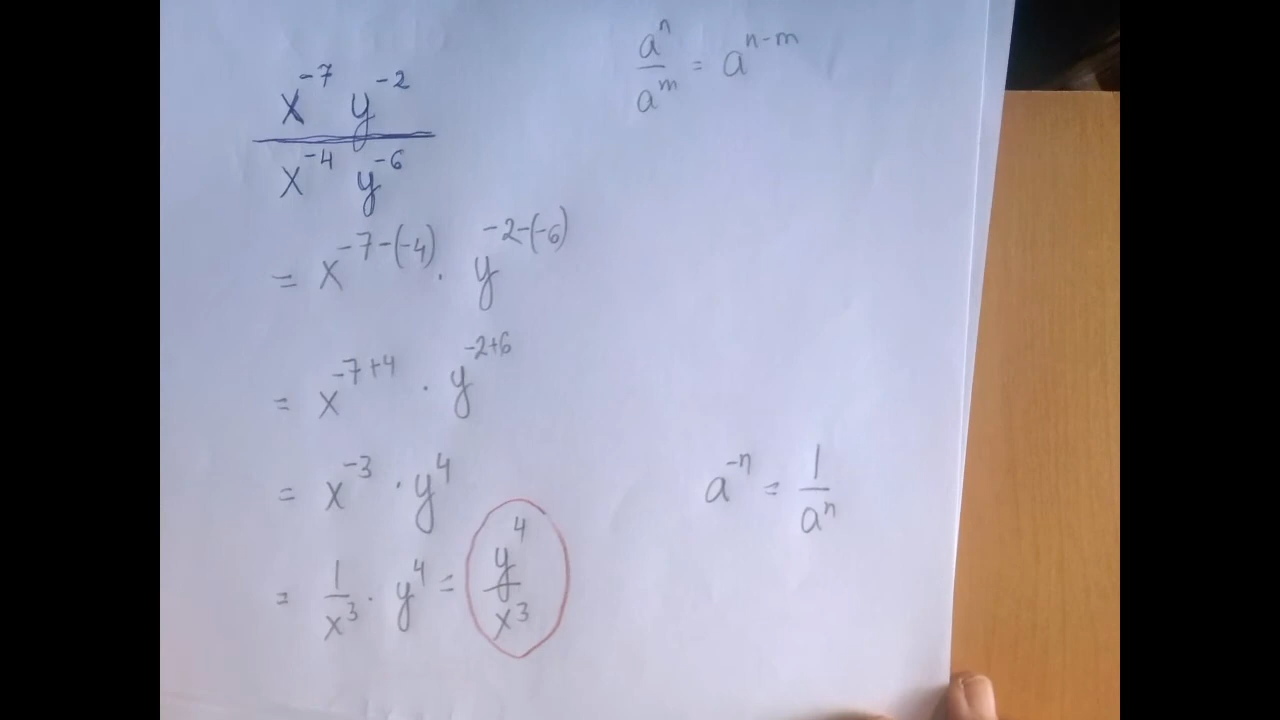 x^{-7} y^{-2} / x^{-4} y^{-6}
a^n / a^m = a^{n-m}
= x^{-7-(-4)} · y^{-2-(-6)}
= x^{-7+4} · y^{-2+6}
= x^{-3} · y^4
a^{-n} = 1 / a^n
= 1 / x^3 · y^4 = y^4 / x^3